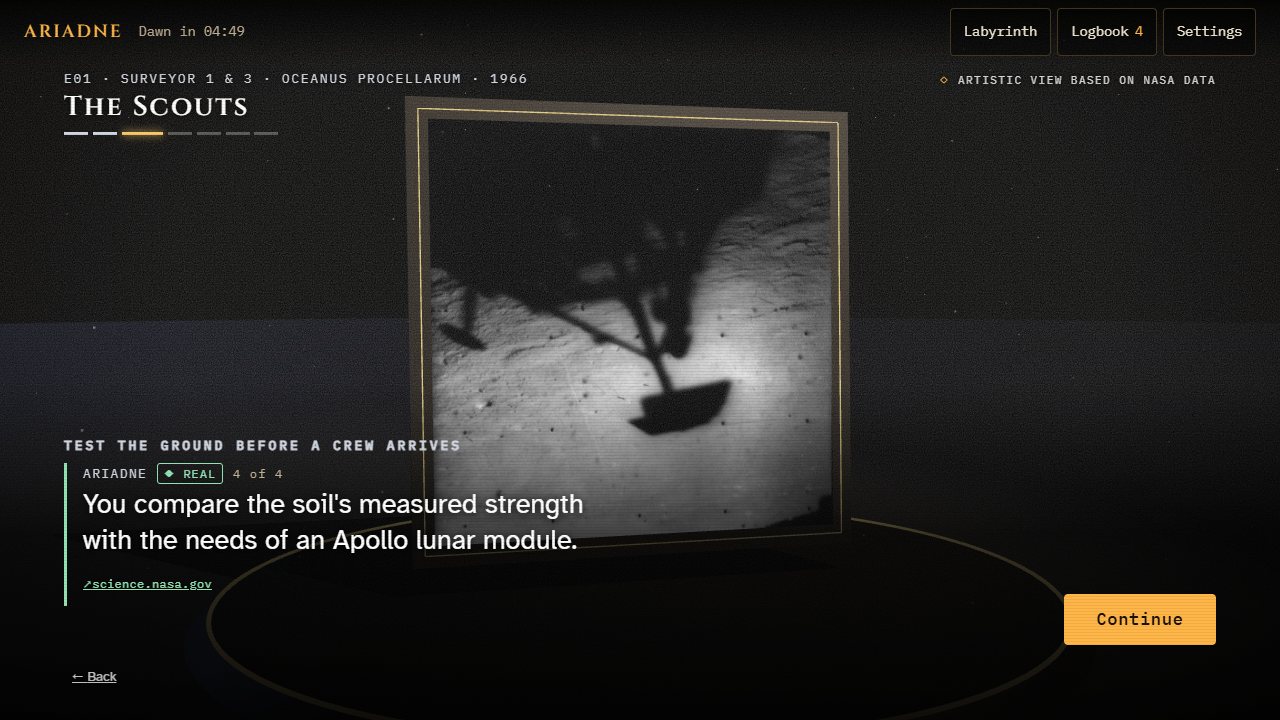 ARIADNE Dawn in 04:49 Labyrinth Logbook 4 Settings
E01 · SURVEYOR 1 & 3 · OCEANUS PROCELLARUM · 1966
◇ ARTISTIC VIEW BASED ON NASA DATA
The Scouts
TEST THE GROUND BEFORE A CREW ARRIVES
ARIADNE ◆ REAL 4 of 4
You compare the soil's measured strength
with the needs of an Apollo lunar module.
↗science.nasa.gov
Continue
← Back